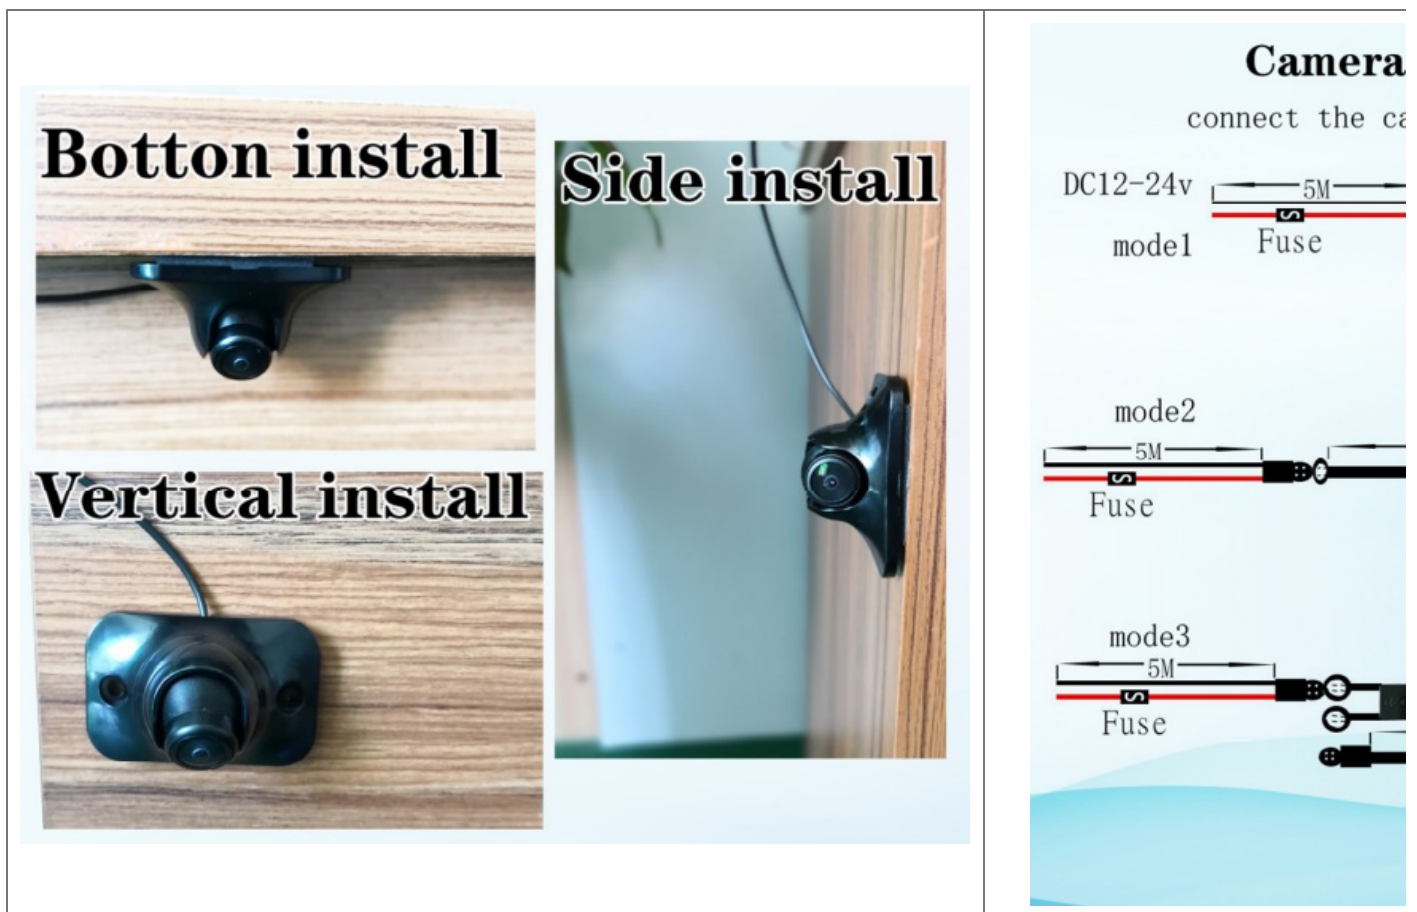 Botton install
Side install
Vertical install
Camera
connect the ca
DC12-24v
5M
mode1
Fuse
mode2
5M
Fuse
mode3
5M
Fuse